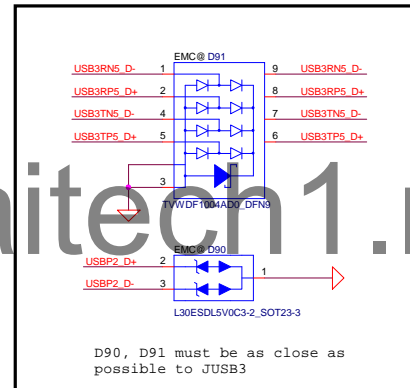 EMC@ D91
USB3RN5_D- 1 9 USB3RN5_D-
USB3RP5_D+ 2 8 USB3RP5_D+
USB3TN5_D- 4 7 USB3TN5_D-
USB3TP5_D+ 5 6 USB3TP5_D+
3
TVWDF1004AD0_DFN9
aitech1.
EMC@ D90
USBP2_D+ 2
1
USBP2_D- 3
L30ESDL5V0C3-2_SOT23-3
D90, D91 must be as close as
possible to JUSB3